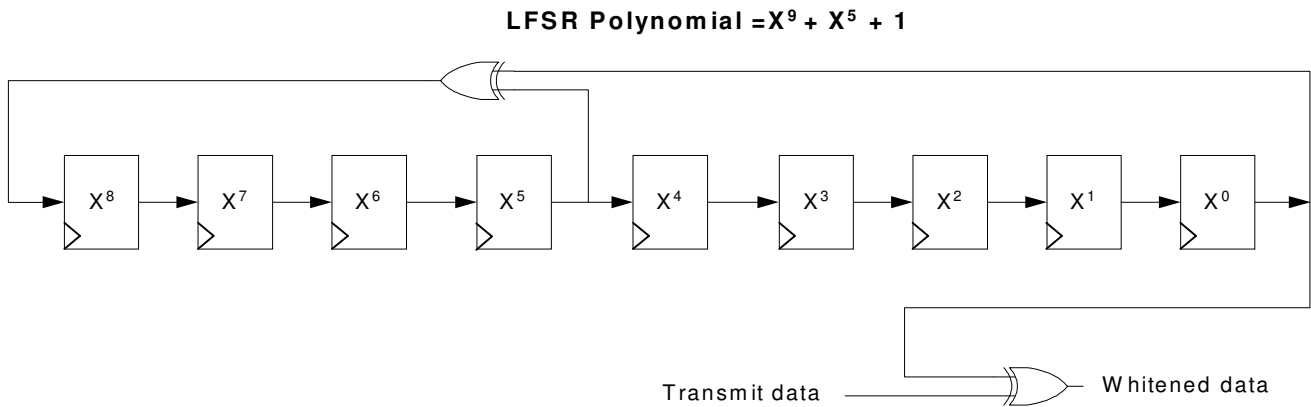 LFSR Polynomial =X⁹ + X⁵ + 1
X⁸ X⁷ X⁶ X⁵ X⁴ X³ X² X¹ X⁰
Transmit data
Whitened data